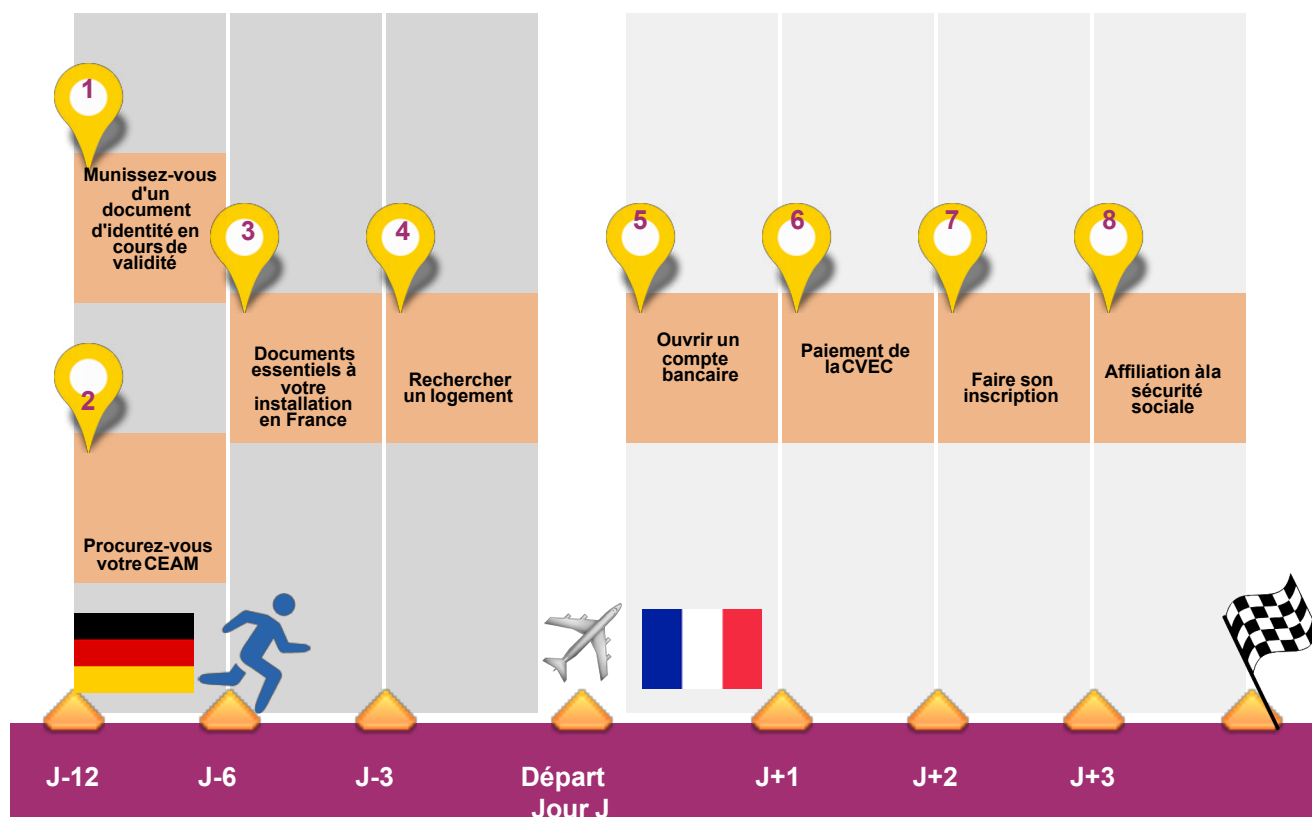 1
Munissez-vous
d'un
document
d'identité en
cours de
validité
2
Procurez-vous
votre CEAM
3
Documents
essentiels à
votre
installation
en France
4
Rechercher
un logement
5
Ouvrir un
compte
bancaire
6
Paiement de
la CVEC
7
Faire son
inscription
8
Affiliation àla
sécurité
sociale
J-12
J-6
J-3
Départ
Jour J
J+1
J+2
J+3